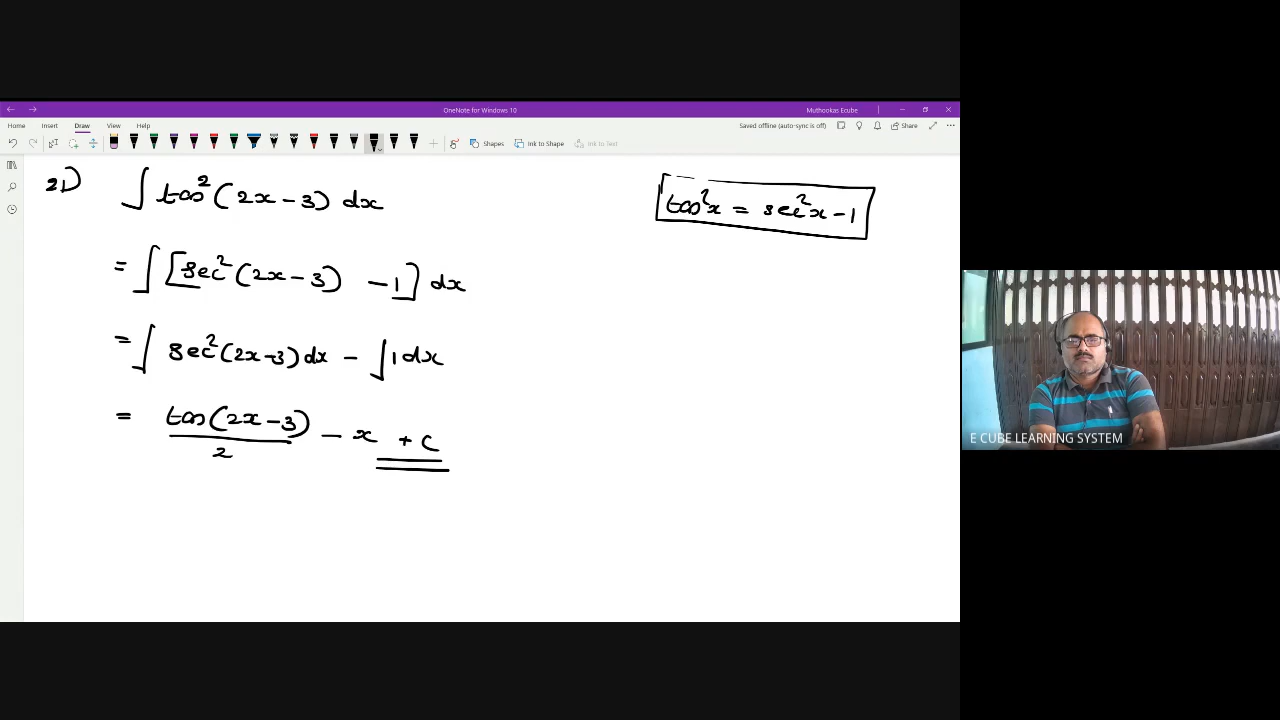 OneNote for Windows 10
Muthookas Ecube
Home Insert Draw View Help
Saved offline (auto-sync is off)
Share
Shapes
Ink to Shape
Ink to Text
21) ∫ tan²(2x-3) dx
tan²x = sec²x-1
= ∫ [sec²(2x-3) -1] dx
= ∫ sec²(2x-3) dx - ∫ 1 dx
= tan(2x-3)/2 - x + C
E CUBE LEARNING SYSTEM